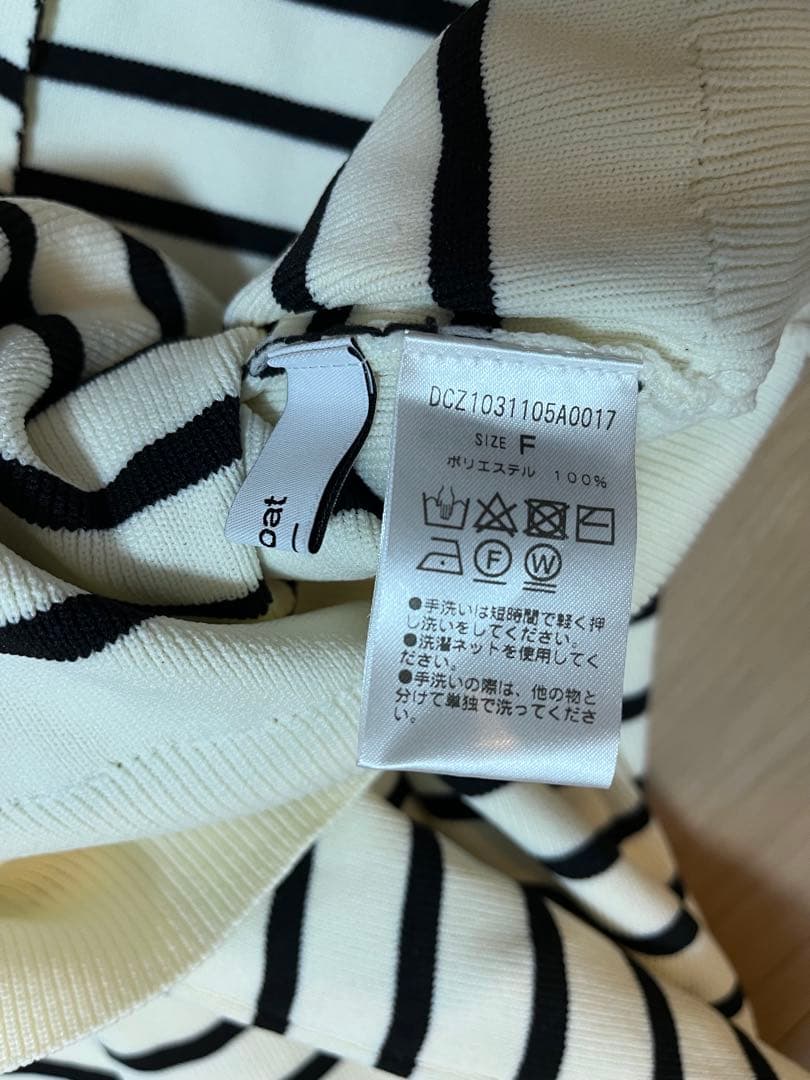 DCZ1031105A0017
SIZE F
ポリエステル 100%
F W
●手洗いは短時間で軽く押
し洗いをしてください。
●洗濯ネットを使用してく
ださい。
●手洗いの際は、他の物と
分けて単独で洗ってくださ
い。
oat